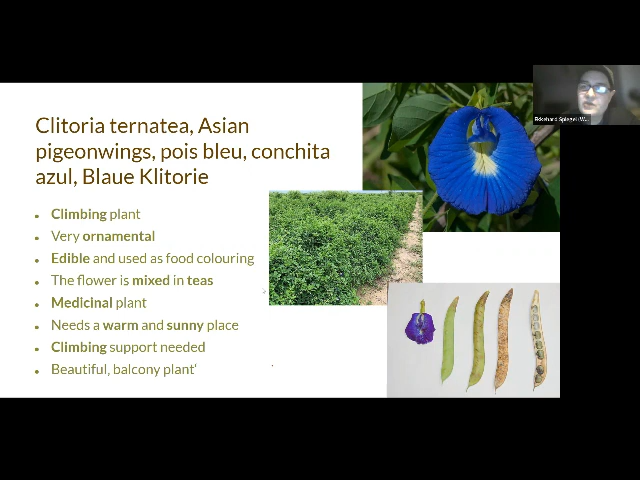 Clitoria ternatea, Asian
pigeonwings, pois bleu, conchita
azul, Blaue Klitorie
• Climbing plant
• Very ornamental
• Edible and used as food colouring
• The flower is mixed in teas
• Medicinal plant
• Needs a warm and sunny place
• Climbing support needed
• Beautiful, balcony plant‘